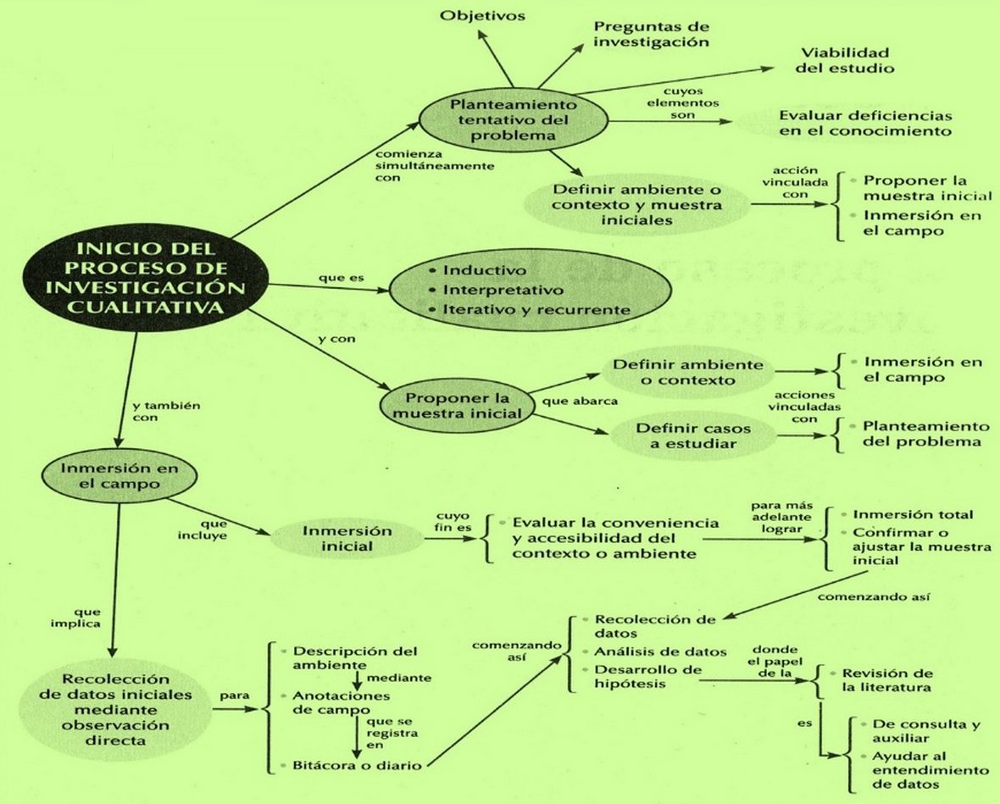 Objetivos
Preguntas de
investigación
Viabilidad
del estudio
Planteamiento
tentativo del
problema
cuyos
elementos
son
Evaluar deficiencias
en el conocimiento
comienza
simultáneamente
con
Definir ambiente o
contexto y muestra
iniciales
acción
vinculada
con
• Proponer la
muestra inicial
• Inmersión en
el campo
INICIO DEL
PROCESO DE
INVESTIGACIÓN
CUALITATIVA
que es
• Inductivo
• Interpretativo
• Iterativo y recurrente
y con
Proponer la
muestra inicial
que abarca
Definir ambiente
o contexto
• Inmersión en
el campo
acciones
vinculadas
con
Definir casos
a estudiar
• Planteamiento
del problema
y también
con
Inmersión en
el campo
que
incluye
Inmersión
inicial
cuyo
fin es
• Evaluar la conveniencia
y accesibilidad del
contexto o ambiente
para más
adelante
lograr
• Inmersión total
• Confirmar o
ajustar la muestra
inicial
comenzando así
que
implica
Recolección
de datos iniciales
mediante
observación
directa
para
• Descripción del
ambiente
mediante
• Anotaciones
de campo
que se
registra
en
• Bitácora o diario
comenzando
así
• Recolección de
datos
• Análisis de datos
• Desarrollo de
hipótesis
donde
el papel
de la
• Revisión de
la literatura
es
• De consulta y
auxiliar
• Ayudar al
entendimiento
de datos